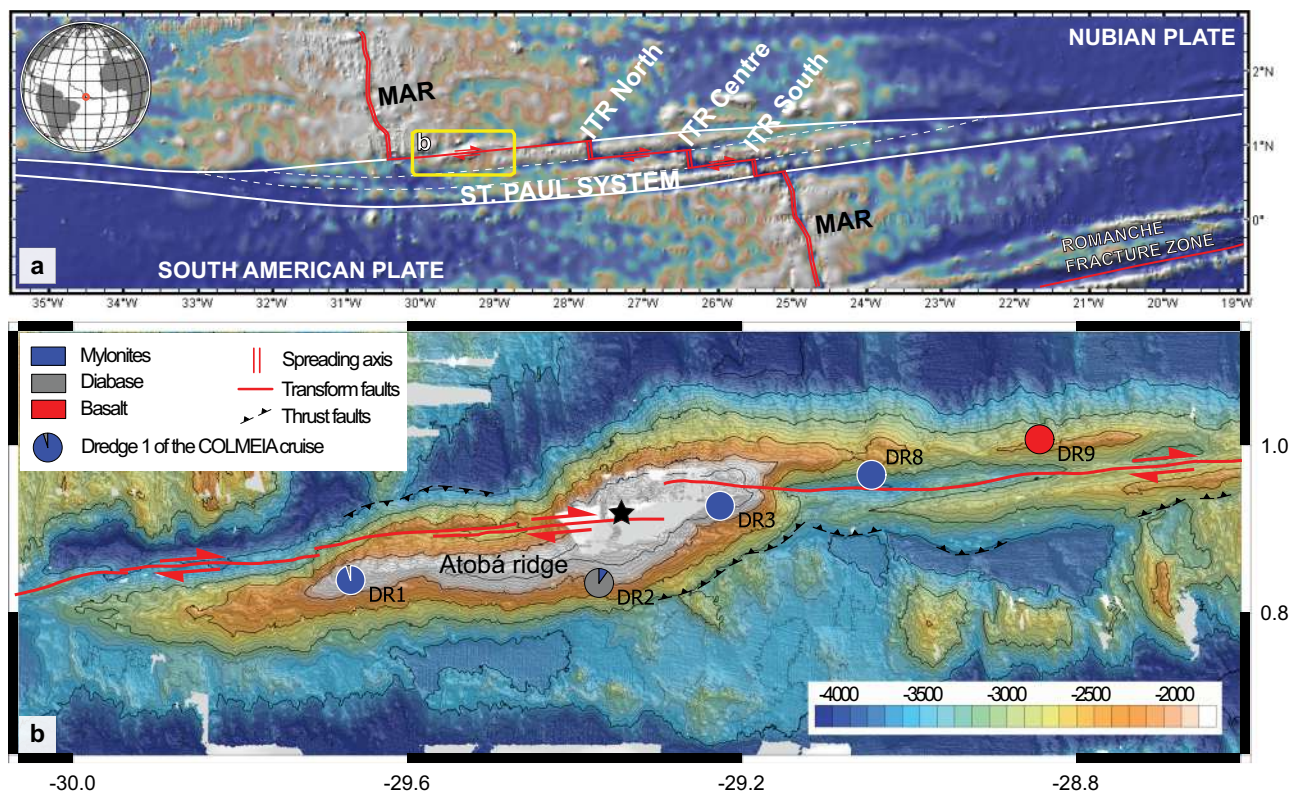 NUBIAN PLATE
2°N
1°N
0°
MAR
ITR North
ITR Centre
ITR South
b
ST. PAUL SYSTEM
MAR
ROMANCHE
FRACTURE ZONE
SOUTH AMERICAN PLATE
a
35°W 34°W 33°W 32°W 31°W 30°W 29°W 28°W 27°W 26°W 25°W 24°W 23°W 22°W 21°W 20°W 19°W
Mylonites
Diabase
Basalt
Dredge 1 of the COLMEIA cruise
Spreading axis
Transform faults
Thrust faults
DR9
DR8
DR3
Atobá ridge
DR1
DR2
1.0
0.8
-4000 -3500 -3000 -2500 -2000
b
-30.0 -29.6 -29.2 -28.8